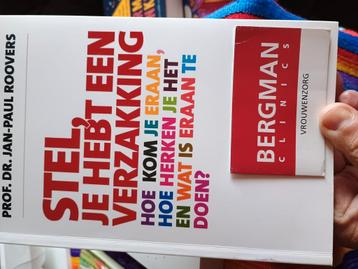 PROF. DR. JAN-PAUL ROOVERS
STEL,
JE HEBT EEN
VERZAKKING
HOE KOM JE ERAAN,
HOE HERKEN JE HET
EN WAT IS ERAAN TE
DOEN?
BERGMAN
CLINICS
VROUWENZORG